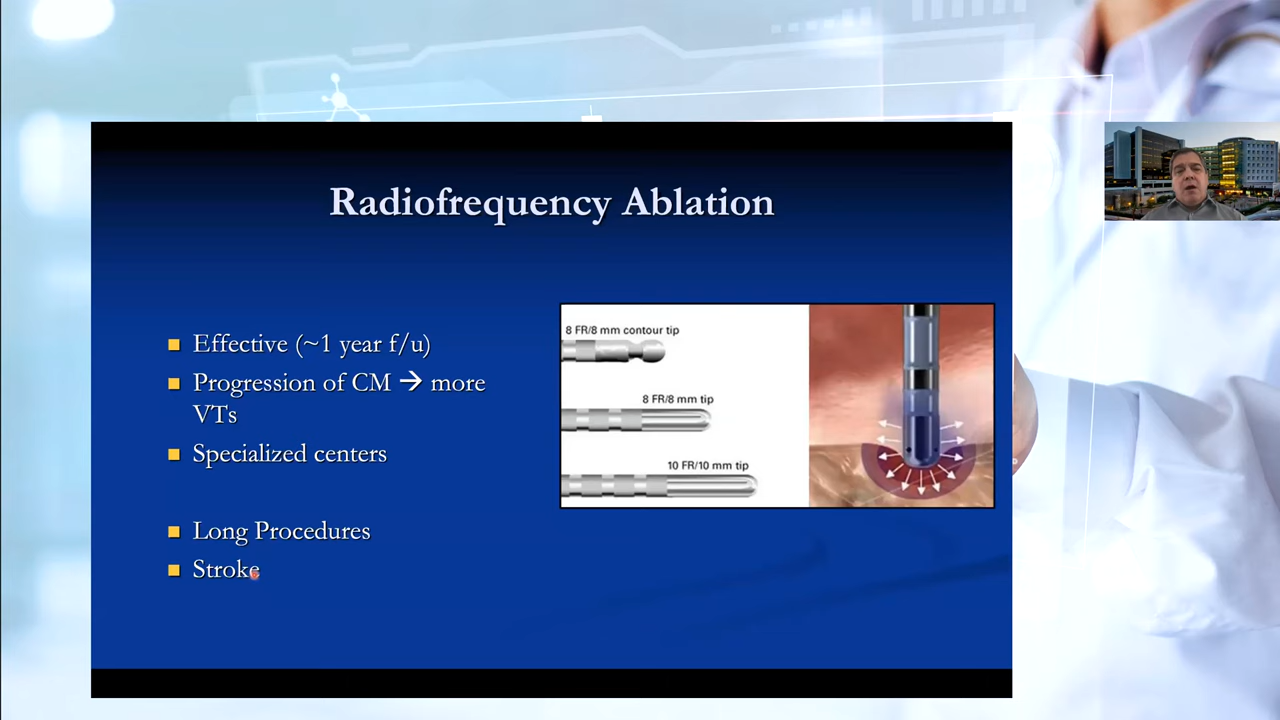 Radiofrequency Ablation
Effective (~1 year f/u)
Progression of CM → more
VTs
Specialized centers
Long Procedures
Stroke
8 FR/8 mm contour tip
8 FR/8 mm tip
10 FR/10 mm tip